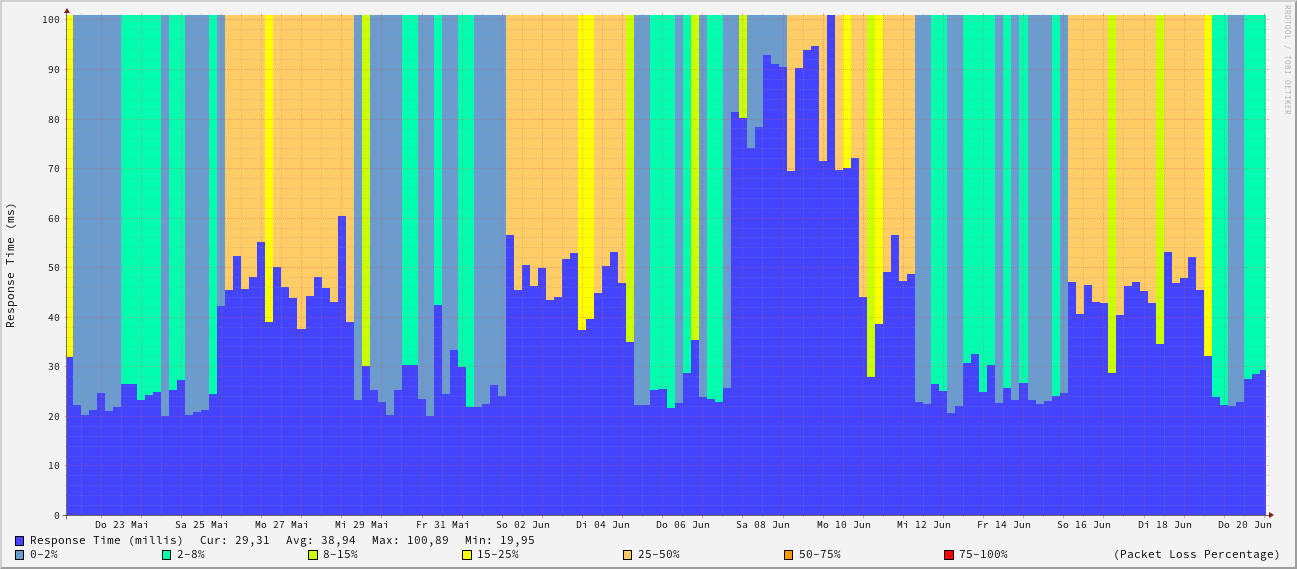 RRDTOOL / TOBI OETIKER
Response Time (ms)
100
90
80
70
60
50
40
30
20
10
0
Do 23 Mai Sa 25 Mai Mo 27 Mai Mi 29 Mai Fr 31 Mai So 02 Jun Di 04 Jun Do 06 Jun Sa 08 Jun Mo 10 Jun Mi 12 Jun Fr 14 Jun So 16 Jun Di 18 Jun Do 20 Jun
Response Time (millis) Cur: 29,31 Avg: 38,94 Max: 100,89 Min: 19,95
0-2% 2-8% 8-15% 15-25% 25-50% 50-75% 75-100% (Packet Loss Percentage)